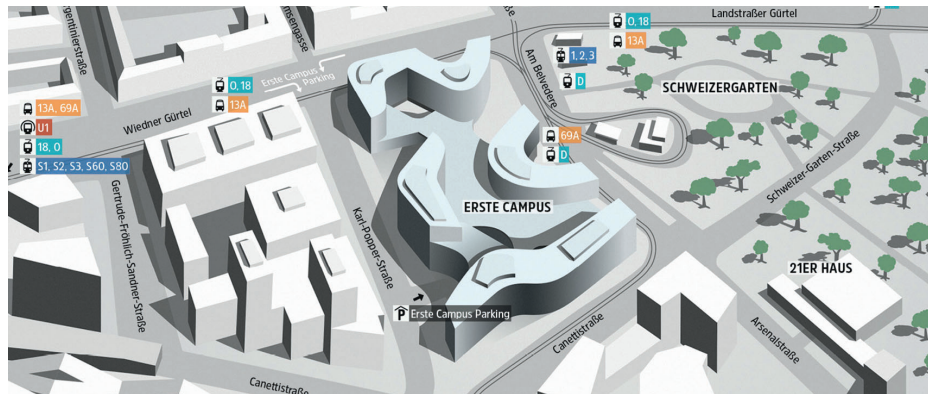 Argentinierstraße
Landstraßer Gürtel
O, 18
13A
1, 2, 3
D
Am Belvedere
SCHWEIZERGARTEN
Erste Campus
Parking
O, 18
13A
13A, 69A
U1
18, O
S1, S2, S3, S60, S80
Wiedner Gürtel
69A
D
Schweizer-Garten-Straße
ERSTE CAMPUS
Gertrude-Fröhlich-Sandner-Straße
Karl-Popper-Straße
21ER HAUS
P Erste Campus Parking
Canettistraße
Arsenalstraße
Canettistraße